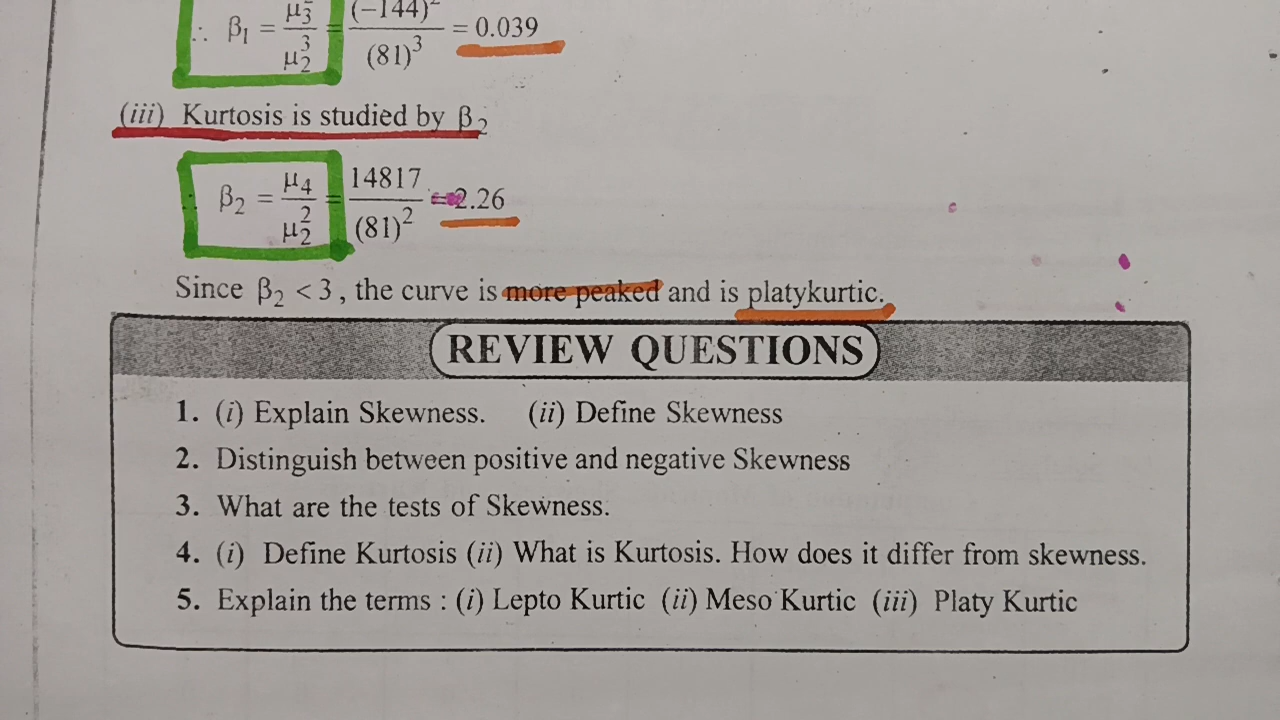 ∴ β₁ = μ₃²/μ₂³ = (−144)²/(81)³ = 0.039
(iii) Kurtosis is studied by β₂
∴ β₂ = μ₄/μ₂² = 14817/(81)² = 2.26
Since β₂ < 3, the curve is more peaked and is platykurtic.
REVIEW QUESTIONS
1. (i) Explain Skewness. (ii) Define Skewness
2. Distinguish between positive and negative Skewness
3. What are the tests of Skewness.
4. (i) Define Kurtosis (ii) What is Kurtosis. How does it differ from skewness.
5. Explain the terms : (i) Lepto Kurtic (ii) Meso Kurtic (iii) Platy Kurtic